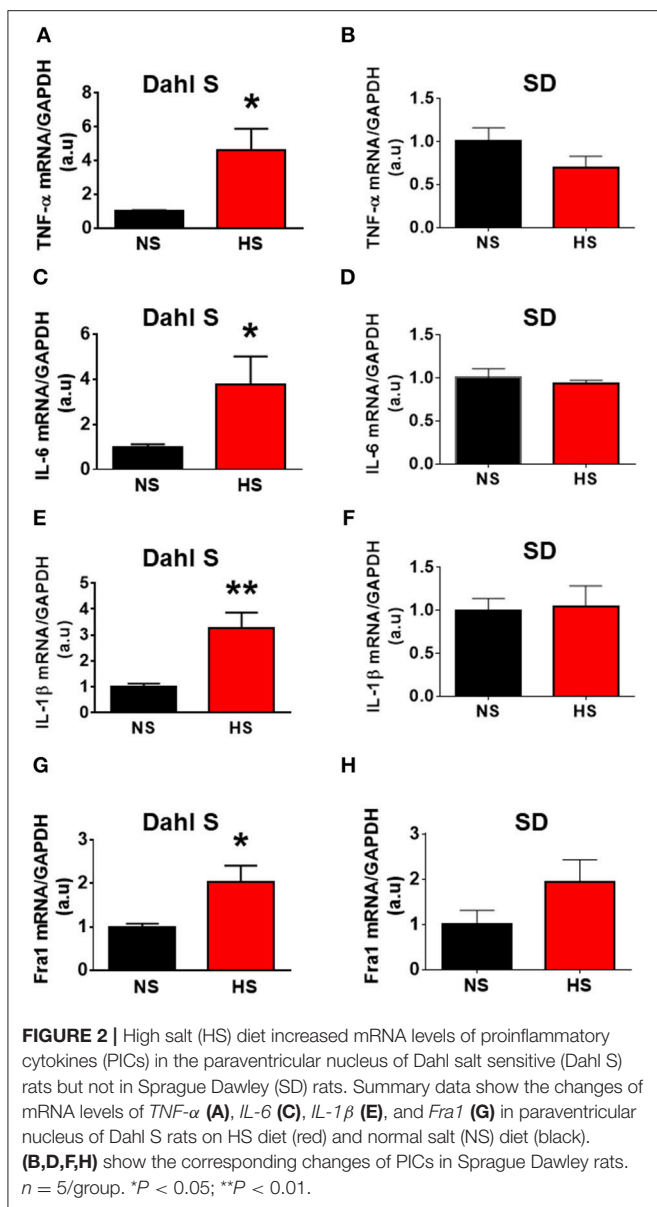 A
Dahl S
TNF-α mRNA/GAPDH
(a.u)
8
6
4
2
0
*
NS
HS
B
SD
TNF-α mRNA/GAPDH
(a.u)
1.5
1.0
0.5
0.0
NS
HS
C
Dahl S
IL-6 mRNA/GAPDH
(a.u)
6
4
2
0
*
NS
HS
D
SD
IL-6 mRNA/GAPDH
(a.u)
1.5
1.0
0.5
0.0
NS
HS
E
Dahl S
IL-1β mRNA/GAPDH
(a.u)
5
4
3
2
1
0
**
NS
HS
F
SD
IL-1β mRNA/GAPDH
(a.u)
1.5
1.0
0.5
0.0
NS
HS
G
Dahl S
Fra1 mRNA/GAPDH
(a.u)
3
2
1
0
*
NS
HS
H
SD
Fra1 mRNA/GAPDH
(a.u)
3
2
1
0
NS
HS
FIGURE 2 | High salt (HS) diet increased mRNA levels of proinflammatory
cytokines (PICs) in the paraventricular nucleus of Dahl salt sensitive (Dahl S)
rats but not in Sprague Dawley (SD) rats. Summary data show the changes of
mRNA levels of TNF-α (A), IL-6 (C), IL-1β (E), and Fra1 (G) in paraventricular
nucleus of Dahl S rats on HS diet (red) and normal salt (NS) diet (black).
(B,D,F,H) show the corresponding changes of PICs in Sprague Dawley rats.
n = 5/group. *P < 0.05; **P < 0.01.